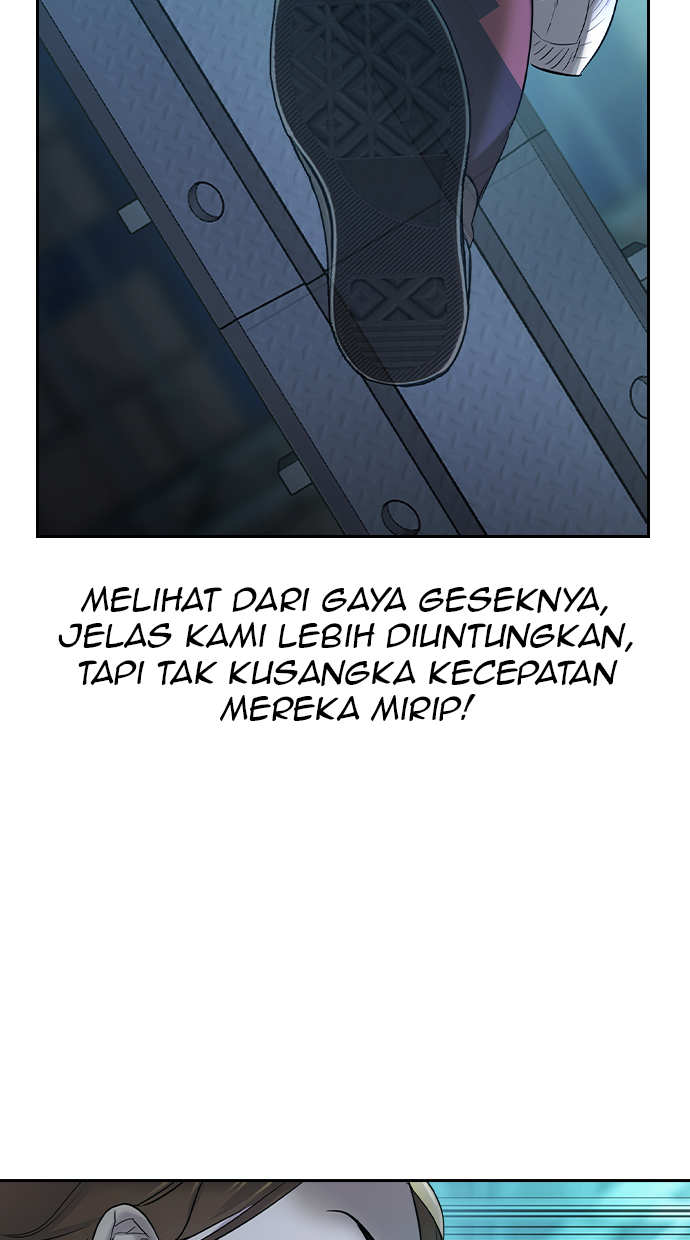 MELIHAT DARI GAYA GESEKNYA,
JELAS KAMI LEBIH DIUNTUNGKAN,
TAPI TAK KUSANGKA KECEPATAN
MEREKA MIRIP!